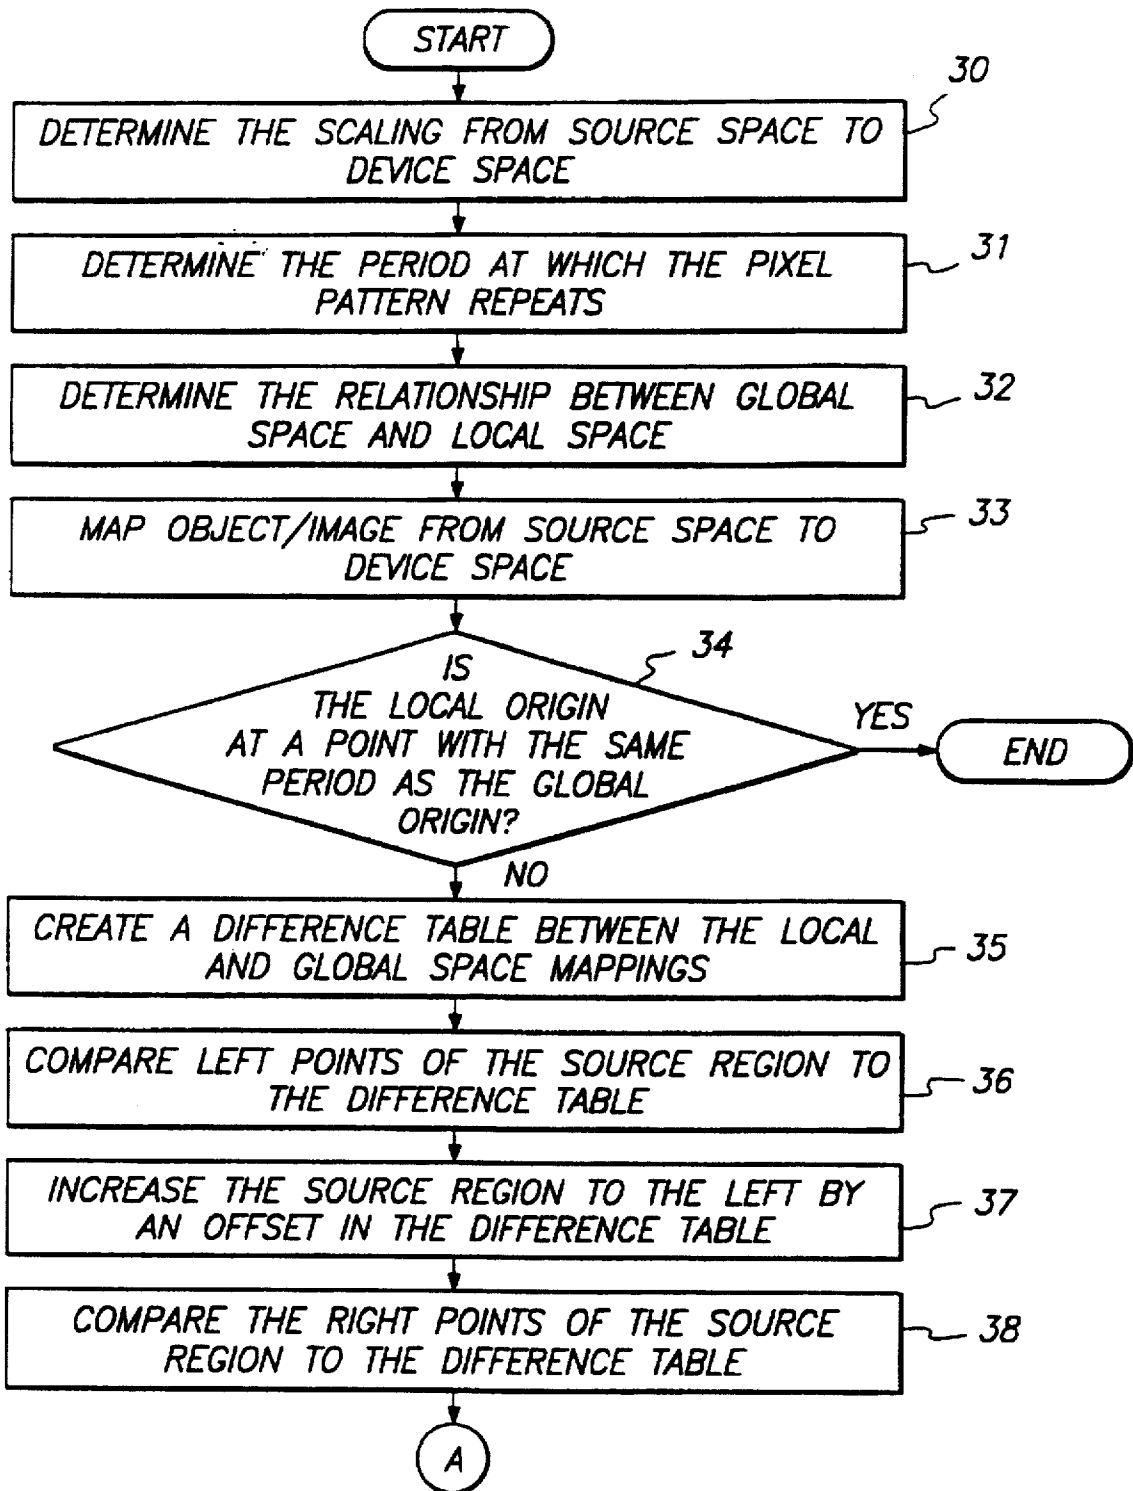 START
30
DETERMINE THE SCALING FROM SOURCE SPACE TO
DEVICE SPACE
31
DETERMINE THE PERIOD AT WHICH THE PIXEL
PATTERN REPEATS
32
DETERMINE THE RELATIONSHIP BETWEEN GLOBAL
SPACE AND LOCAL SPACE
33
MAP OBJECT/IMAGE FROM SOURCE SPACE TO
DEVICE SPACE
34
IS
THE LOCAL ORIGIN
AT A POINT WITH THE SAME
PERIOD AS THE GLOBAL
ORIGIN?
YES
END
NO
CREATE A DIFFERENCE TABLE BETWEEN THE LOCAL
AND GLOBAL SPACE MAPPINGS
35
COMPARE LEFT POINTS OF THE SOURCE REGION TO
THE DIFFERENCE TABLE
36
INCREASE THE SOURCE REGION TO THE LEFT BY
AN OFFSET IN THE DIFFERENCE TABLE
37
COMPARE THE RIGHT POINTS OF THE SOURCE
REGION TO THE DIFFERENCE TABLE
38
A